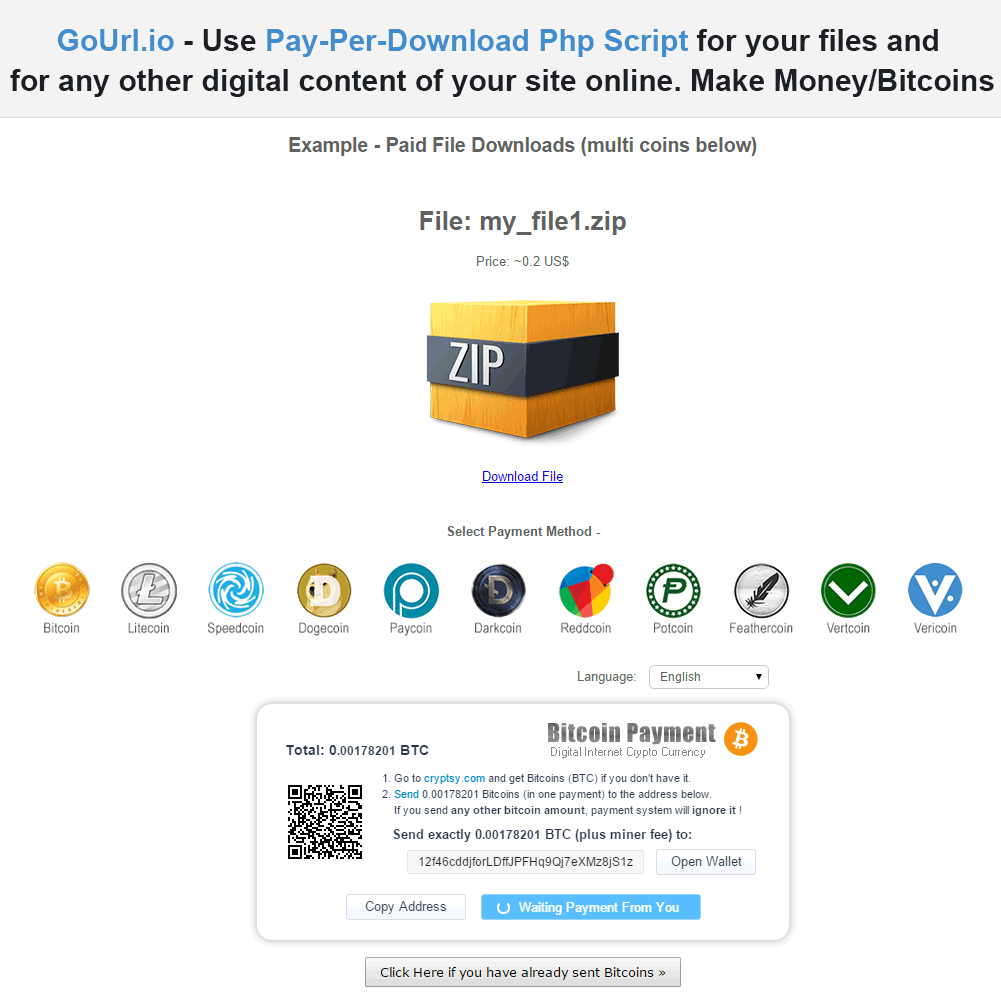 GoUrl.io - Use Pay-Per-Download Php Script for your files and
for any other digital content of your site online. Make Money/Bitcoins
Example - Paid File Downloads (multi coins below)
File: my_file1.zip
Price: ~0.2 US$
ZIP
Download File
Select Payment Method -
Bitcoin Litecoin Speedcoin Dogecoin Paycoin Darkcoin Reddcoin Potcoin Feathercoin Vertcoin Vericoin
Language: English
Bitcoin Payment
Digital Internet Crypto Currency
Total: 0.00178201 BTC
1. Go to cryptsy.com and get Bitcoins (BTC) if you don't have it.
2. Send 0.00178201 Bitcoins (in one payment) to the address below.
If you send any other bitcoin amount, payment system will ignore it !
Send exactly 0.00178201 BTC (plus miner fee) to:
12f46cddjforLDffJPFHq9Qj7eXMz8jS1z Open Wallet
Copy Address Waiting Payment From You
Click Here if you have already sent Bitcoins »